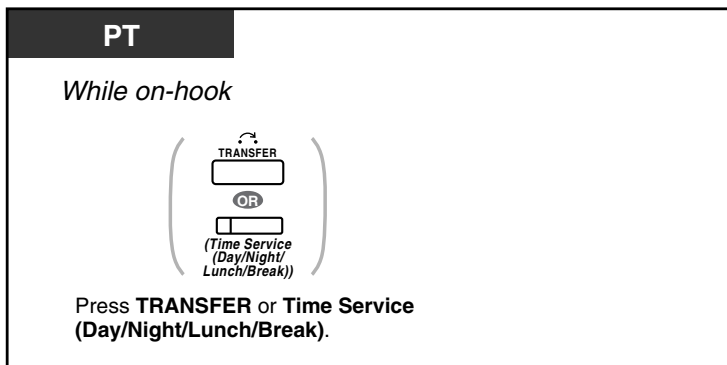 PT
While on-hook
TRANSFER
OR
(Time Service
(Day/Night/
Lunch/Break))
Press TRANSFER or Time Service
(Day/Night/Lunch/Break).